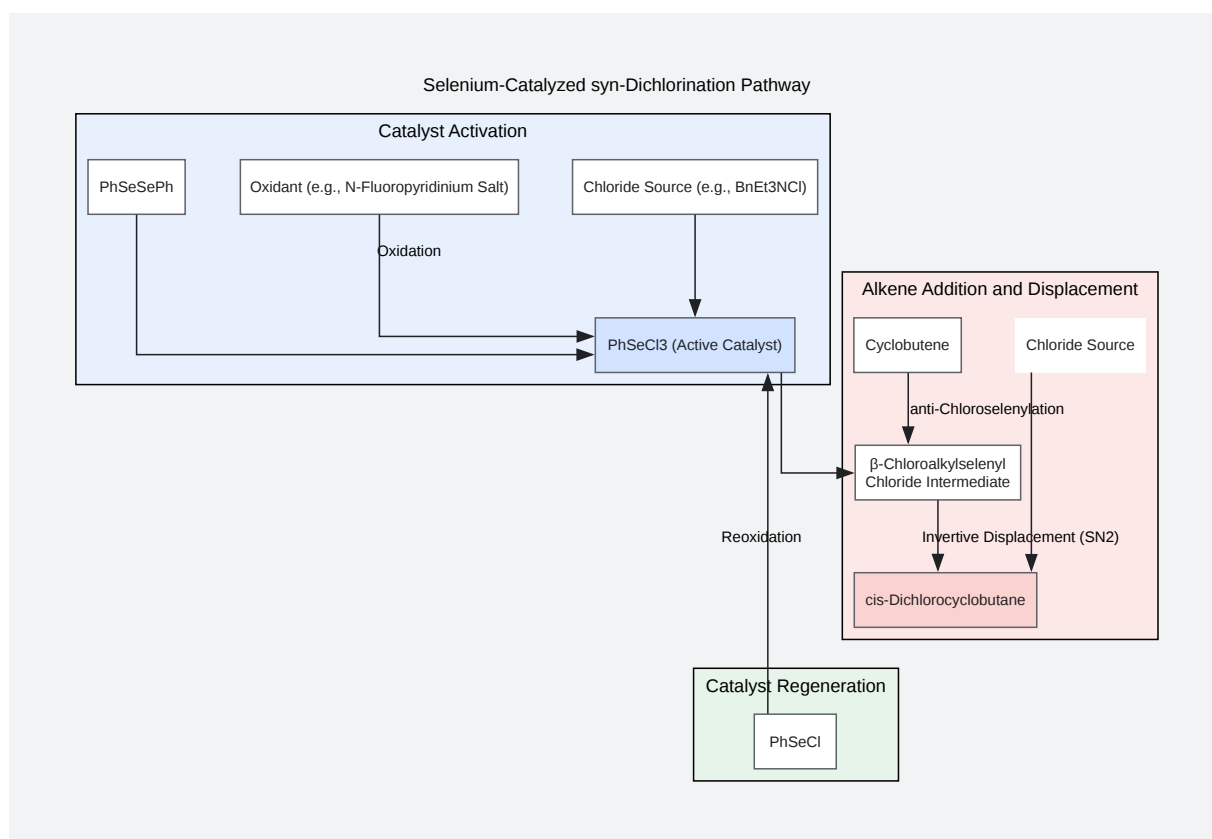 Selenium-Catalyzed syn-Dichlorination Pathway
Catalyst Activation
PhSeSePh
Oxidant (e.g., N-Fluoropyridinium Salt)
Chloride Source (e.g., BnEt3NCl)
Oxidation
PhSeCl3 (Active Catalyst)
Alkene Addition and Displacement
Cyclobutene
Chloride Source
anti-Chloroselenylation
β-Chloroalkylselenyl
Chloride Intermediate
Invertive Displacement (SN2)
cis-Dichlorocyclobutane
Reoxidation
Catalyst Regeneration
PhSeCl